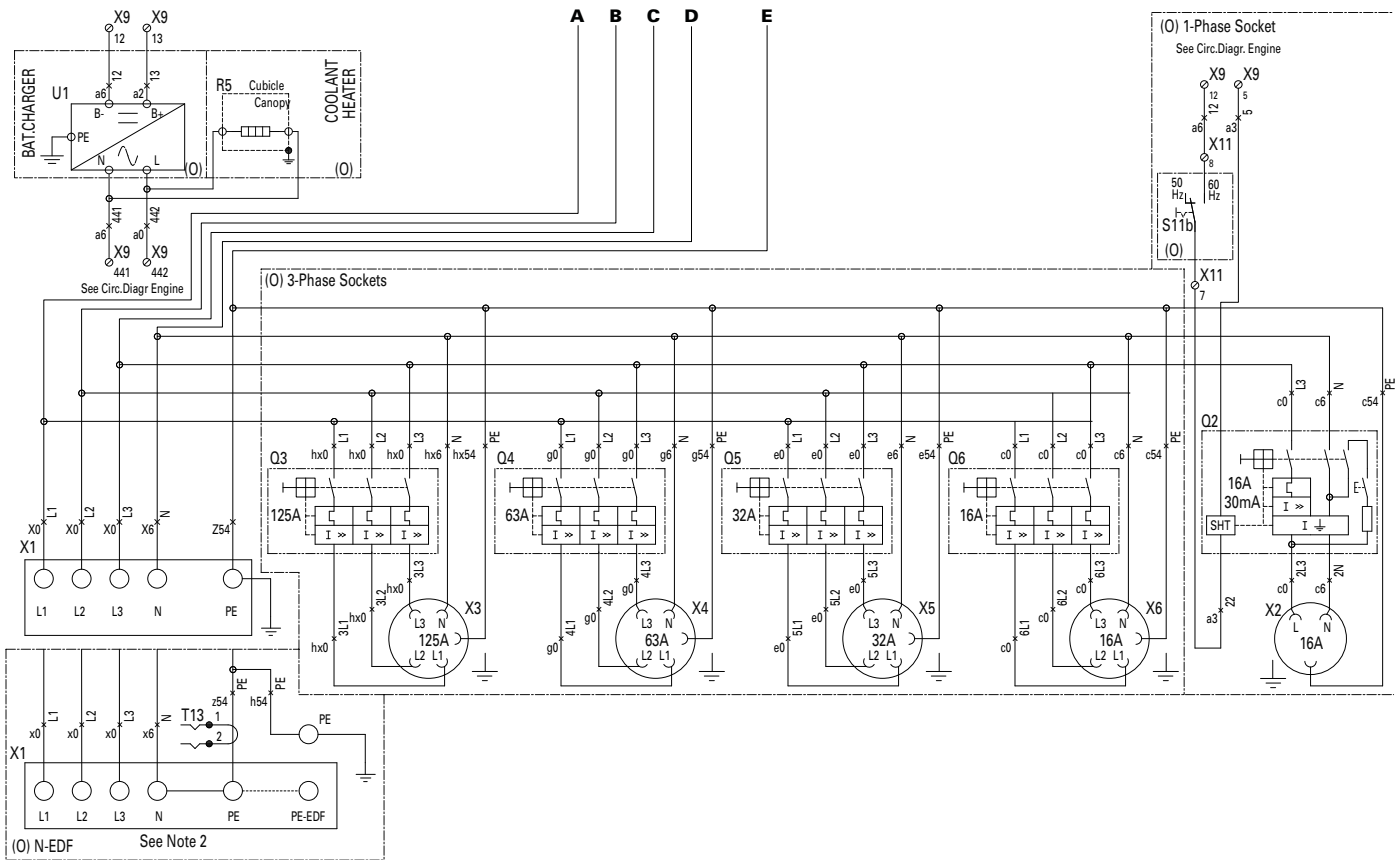 A B C D E
X9 X9
12 13
12 13
a6 a2
BAT.CHARGER
U1
B- B+
PE
N L
(O)
R5 Cubicle
Canopy
COOLANT
HEATER
(O)
441 442
a6 a0
X9 X9
441 442
See Circ.Diagr Engine
(O) 1-Phase Socket
See Circ.Diagr. Engine
X9 X9
12 5
12 5
a6 a3
X11
8
50
Hz
60
Hz
S11b
(O)
X11
7
(O) 3-Phase Sockets
L3 N PE
c0 c6 c54
L1 L2 L3 N PE
hx0 hx0 hx0 hx6 hx54
L1 L2 L3 N PE
g0 g0 g0 g6 g54
L1 L2 L3 N PE
e0 e0 e0 e6 e54
L1 L2 L3 N PE
c0 c0 c0 c6 c54
Q3
125A
I >> I >> I >>
Q4
63A
I >> I >> I >>
Q5
32A
I >> I >> I >>
Q6
16A
I >> I >> I >>
Q2
16A
30mA
I >>
SHT
I
E
L1 L2 L3 N
X0 X0 X0 X6 Z54
X1
L1 L2 L3 N PE
3L1 3L2 3L3
hx0 hx0 hx0
X3
L3 N
125A
L2 L1
4L1 4L2 4L3
g0 g0 g0
X4
L3 N
63A
L2 L1
5L1 5L2 5L3
e0 e0 e0
X5
L3 N
32A
L2 L1
6L1 6L2 6L3
c0 c0 c0
X6
L3 N
16A
L2 L1
22
a3
2L3 2N
c0 c6
X2
L N
16A
L1 L2 L3 N PE PE
x0 x0 x0 x6 z54 h54
T13 1
2
PE
X1
L1 L2 L3 N PE PE-EDF
(O) N-EDF
See Note 2